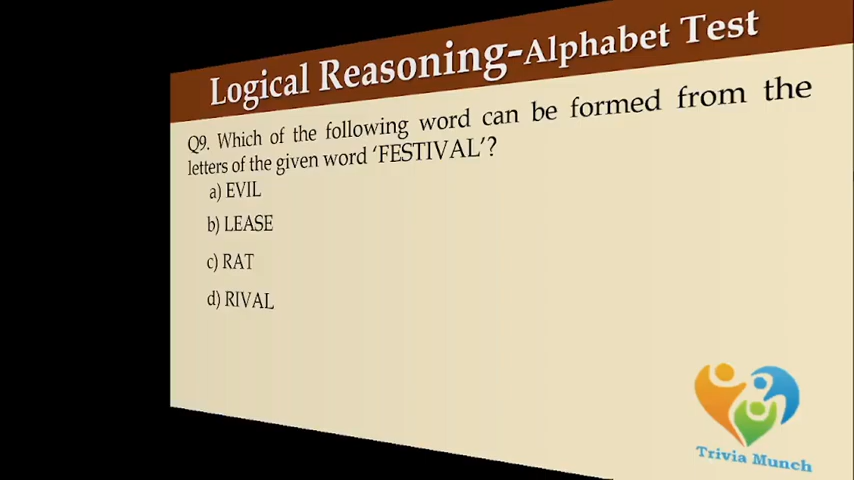 Logical Reasoning-Alphabet Test
Q9. Which of the following word can be formed from the
letters of the given word ‘FESTIVAL’?
a) EVIL
b) LEASE
c) RAT
d) RIVAL
Trivia Munch